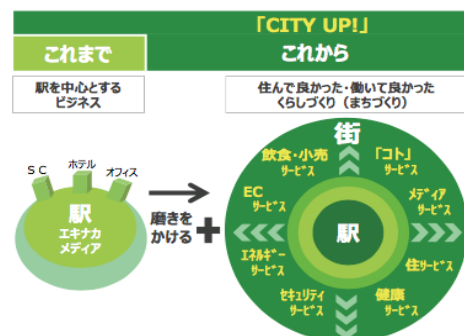 「CITY UP!」
これまで
これから
駅を中心とする
ビジネス
住んで良かった・働いて良かった
くらしづくり（まちづくり）
SC
ホテル
オフィス
駅
エキナカ
メディア
磨きを
かける
+
街
飲食・小売
ｻｰﾋﾞｽ
「コト」
ｻｰﾋﾞｽ
EC
ｻｰﾋﾞｽ
ﾒﾃﾞｨｱ
ｻｰﾋﾞｽ
駅
ｴﾈﾙｷﾞｰ
ｻｰﾋﾞｽ
住ｻｰﾋﾞｽ
ｾｷｭﾘﾃｨ
ｻｰﾋﾞｽ
健康
ｻｰﾋﾞｽ